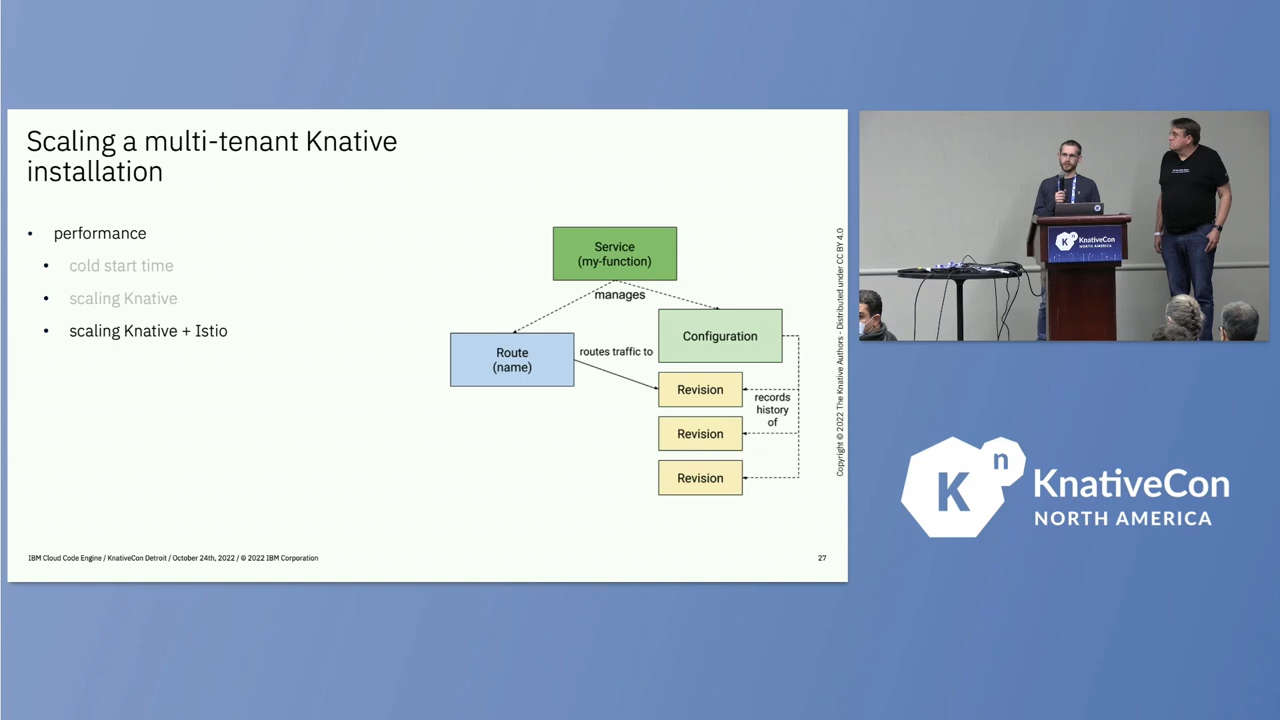 Scaling a multi-tenant Knative
installation
• performance
• cold start time
• scaling Knative
• scaling Knative + Istio
Service
(my-function)
manages
Route
(name)
routes traffic to
Configuration
Revision
Revision
Revision
records
history
of
Copyright © 2022 The Knative Authors - Distributed under CC BY 4.0
IBM Cloud Code Engine / KnativeCon Detroit / October 24th, 2022 / © 2022 IBM Corporation
27
Kn
KnativeCon
Kn
KnativeCon
NORTH AMERICA